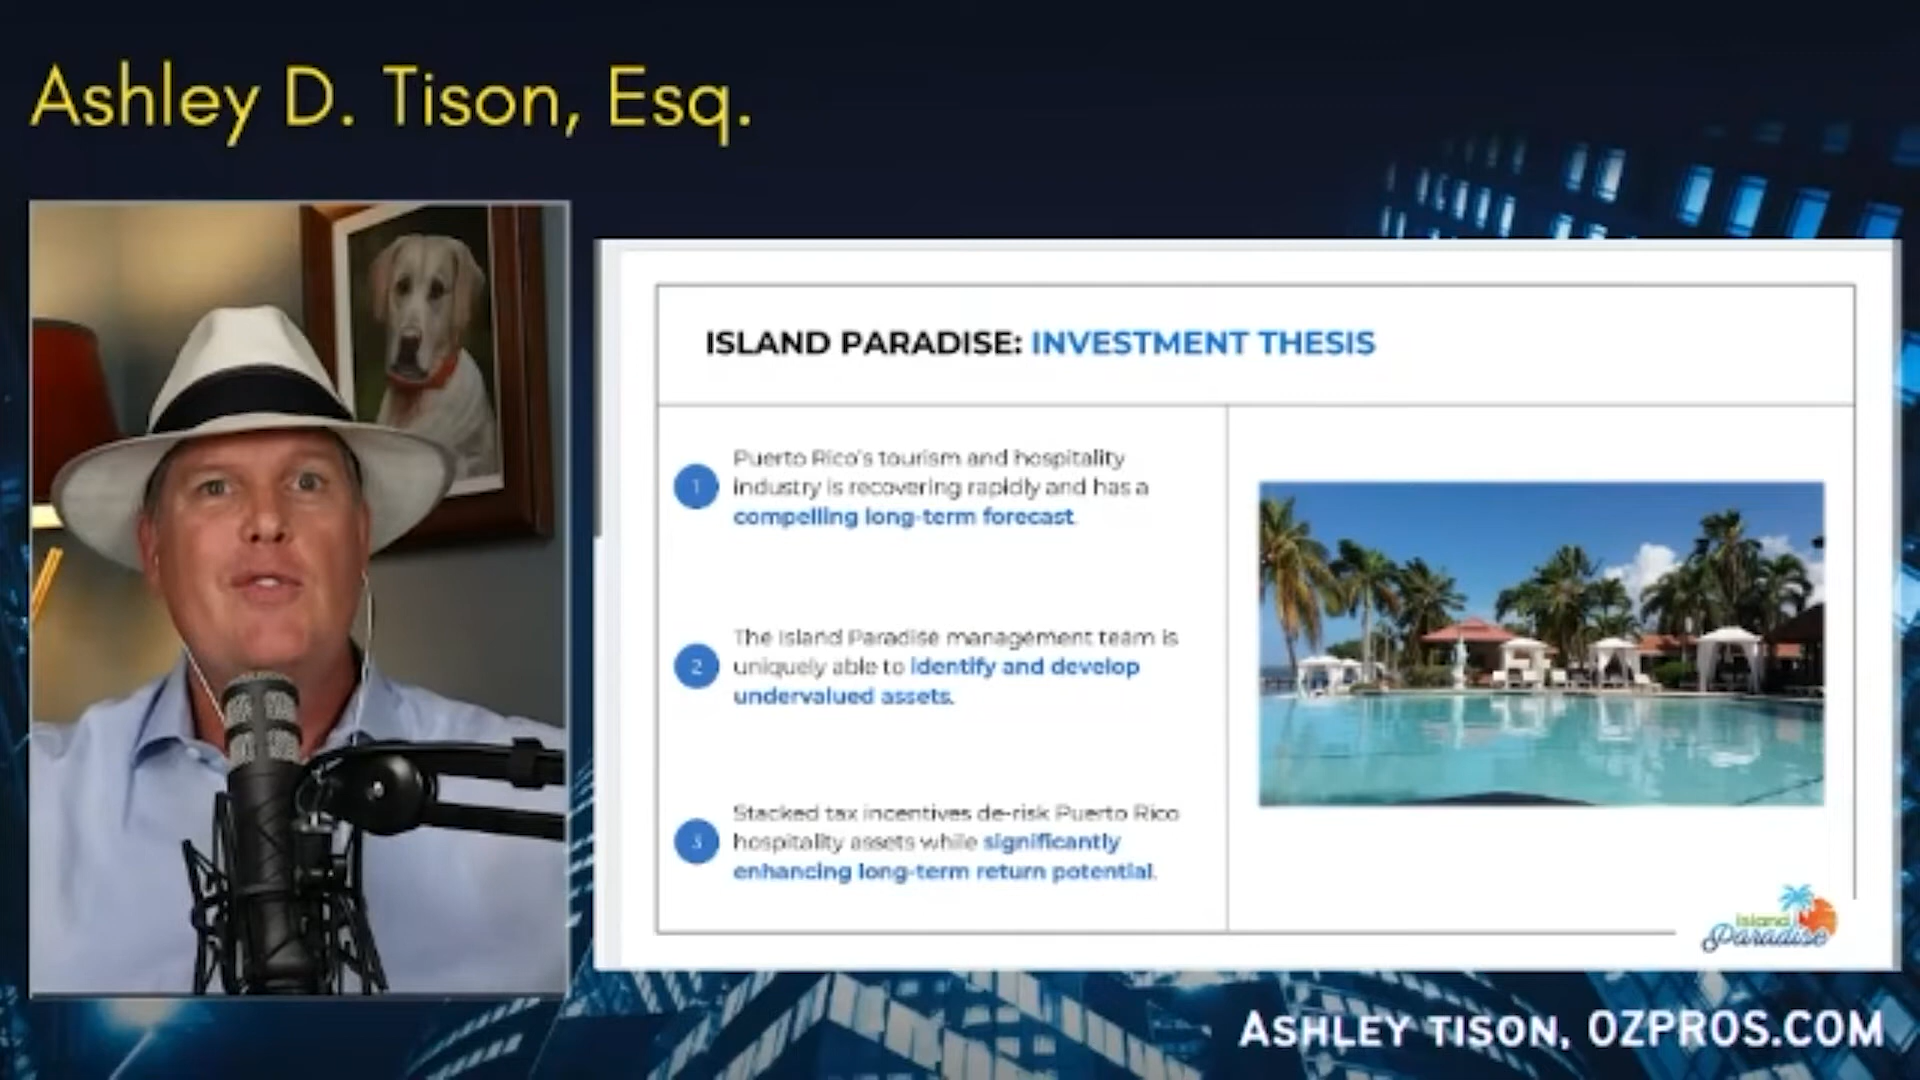 Ashley D. Tison, Esq.
ISLAND PARADISE: INVESTMENT THESIS
1
Puerto Rico's tourism and hospitality
industry is recovering rapidly and has a
compelling long-term forecast.
2
The Island Paradise management team is
uniquely able to identify and develop
undervalued assets.
3
Stacked tax incentives de-risk Puerto Rico
hospitality assets while significantly
enhancing long-term return potential.
island
Paradise
ASHLEY TISON, OZPROS.COM